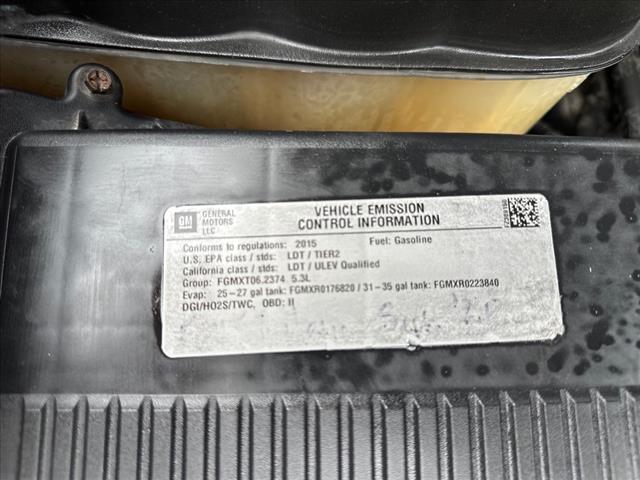 GM
GENERAL
MOTORS
LLC
VEHICLE EMISSION
CONTROL INFORMATION
Conforms to regulations: 2015 Fuel: Gasoline
U.S. EPA class / stds: LDT / TIER2
California class / stds: LDT / ULEV Qualified
Group: FGMXT06.2374 5.3L
Evap: 25-27 gal tank: FGMXR0176820 / 31-35 gal tank: FGMXR0223840
DGI/HO2S/TWC, OBD: II